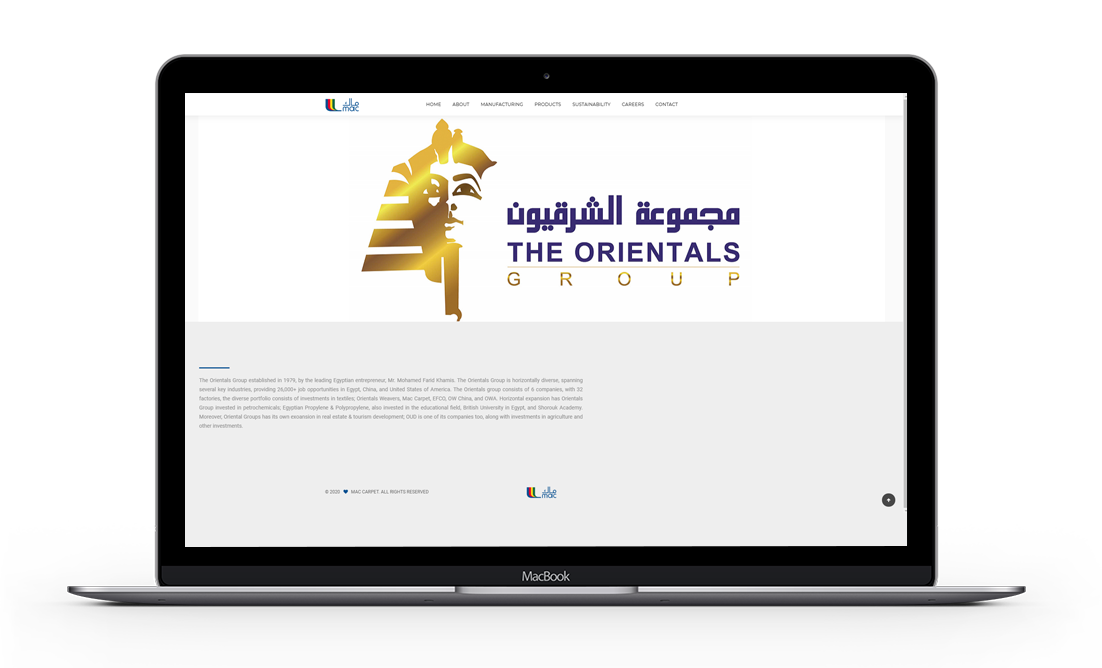 ماك
mac
HOME ABOUT MANUFACTURING PRODUCTS SUSTAINABILITY CAREERS CONTACT
مجموعة الشرقيون
THE ORIENTALS
GROUP
The Orientals Group established in 1979, by the leading Egyptian entrepreneur, Mr. Mohamed Farid Khamis. The Orientals Group is horizontally diverse, spanning
several key industries, providing 26,000+ job opportunities in Egypt, China, and United States of America. The Orientals group consists of 6 companies, with 32
factories, the diverse portfolio consists of investments in textiles; Orientals Weavers, Mac Carpet, EFCO, OW China, and OWA. Horizontal expansion has Orientals
Group invested in petrochemicals; Egyptian Propylene & Polypropylene, also invested in the educational field, British University in Egypt, and Shorouk Academy.
Moreover, Oriental Groups has its own expansion in real estate & tourism development; OUD is one of its companies too, along with investments in agriculture and
other investments.
© 2020 MAC CARPET. ALL RIGHTS RESERVED
ماك
mac
MacBook